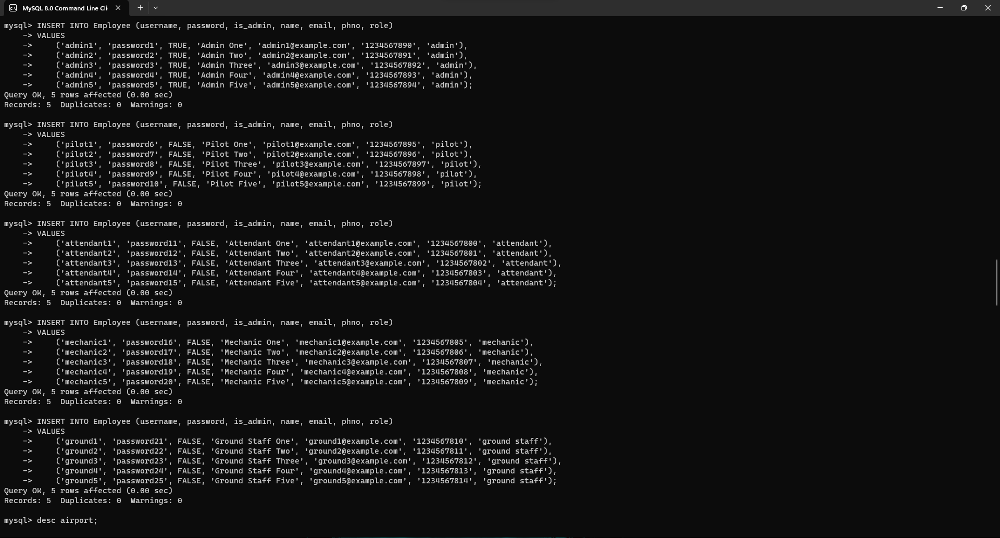 MySQL 8.0 Command Line Cli
mysql> INSERT INTO Employee (username, password, is_admin, name, email, phno, role)
    -> VALUES
    ->     ('admin1', 'password1', TRUE, 'Admin One', 'admin1@example.com', '1234567890', 'admin'),
    ->     ('admin2', 'password2', TRUE, 'Admin Two', 'admin2@example.com', '1234567891', 'admin'),
    ->     ('admin3', 'password3', TRUE, 'Admin Three', 'admin3@example.com', '1234567892', 'admin'),
    ->     ('admin4', 'password4', TRUE, 'Admin Four', 'admin4@example.com', '1234567893', 'admin'),
    ->     ('admin5', 'password5', TRUE, 'Admin Five', 'admin5@example.com', '1234567894', 'admin');
Query OK, 5 rows affected (0.00 sec)
Records: 5  Duplicates: 0  Warnings: 0

mysql> INSERT INTO Employee (username, password, is_admin, name, email, phno, role)
    -> VALUES
    ->     ('pilot1', 'password6', FALSE, 'Pilot One', 'pilot1@example.com', '1234567895', 'pilot'),
    ->     ('pilot2', 'password7', FALSE, 'Pilot Two', 'pilot2@example.com', '1234567896', 'pilot'),
    ->     ('pilot3', 'password8', FALSE, 'Pilot Three', 'pilot3@example.com', '1234567897', 'pilot'),
    ->     ('pilot4', 'password9', FALSE, 'Pilot Four', 'pilot4@example.com', '1234567898', 'pilot'),
    ->     ('pilot5', 'password10', FALSE, 'Pilot Five', 'pilot5@example.com', '1234567899', 'pilot');
Query OK, 5 rows affected (0.00 sec)
Records: 5  Duplicates: 0  Warnings: 0

mysql> INSERT INTO Employee (username, password, is_admin, name, email, phno, role)
    -> VALUES
    ->     ('attendant1', 'password11', FALSE, 'Attendant One', 'attendant1@example.com', '1234567800', 'attendant'),
    ->     ('attendant2', 'password12', FALSE, 'Attendant Two', 'attendant2@example.com', '1234567801', 'attendant'),
    ->     ('attendant3', 'password13', FALSE, 'Attendant Three', 'attendant3@example.com', '1234567802', 'attendant'),
    ->     ('attendant4', 'password14', FALSE, 'Attendant Four', 'attendant4@example.com', '1234567803', 'attendant'),
    ->     ('attendant5', 'password15', FALSE, 'Attendant Five', 'attendant5@example.com', '1234567804', 'attendant');
Query OK, 5 rows affected (0.00 sec)
Records: 5  Duplicates: 0  Warnings: 0

mysql> INSERT INTO Employee (username, password, is_admin, name, email, phno, role)
    -> VALUES
    ->     ('mechanic1', 'password16', FALSE, 'Mechanic One', 'mechanic1@example.com', '1234567805', 'mechanic'),
    ->     ('mechanic2', 'password17', FALSE, 'Mechanic Two', 'mechanic2@example.com', '1234567806', 'mechanic'),
    ->     ('mechanic3', 'password18', FALSE, 'Mechanic Three', 'mechanic3@example.com', '1234567807', 'mechanic'),
    ->     ('mechanic4', 'password19', FALSE, 'Mechanic Four', 'mechanic4@example.com', '1234567808', 'mechanic'),
    ->     ('mechanic5', 'password20', FALSE, 'Mechanic Five', 'mechanic5@example.com', '1234567809', 'mechanic');
Query OK, 5 rows affected (0.00 sec)
Records: 5  Duplicates: 0  Warnings: 0

mysql> INSERT INTO Employee (username, password, is_admin, name, email, phno, role)
    -> VALUES
    ->     ('ground1', 'password21', FALSE, 'Ground Staff One', 'ground1@example.com', '1234567810', 'ground staff'),
    ->     ('ground2', 'password22', FALSE, 'Ground Staff Two', 'ground2@example.com', '1234567811', 'ground staff'),
    ->     ('ground3', 'password23', FALSE, 'Ground Staff Three', 'ground3@example.com', '1234567812', 'ground staff'),
    ->     ('ground4', 'password24', FALSE, 'Ground Staff Four', 'ground4@example.com', '1234567813', 'ground staff'),
    ->     ('ground5', 'password25', FALSE, 'Ground Staff Five', 'ground5@example.com', '1234567814', 'ground staff');
Query OK, 5 rows affected (0.00 sec)
Records: 5  Duplicates: 0  Warnings: 0

mysql> desc airport;